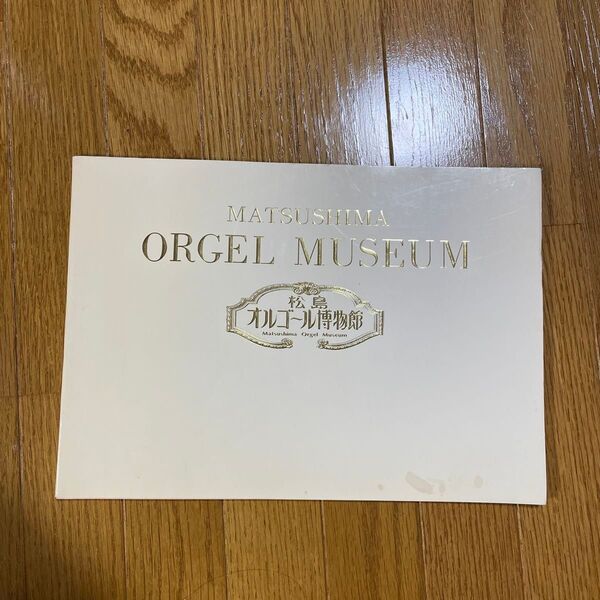 MATSUSHIMA
ORGEL MUSEUM
松島
オルゴール博物館
Matsushima Orgel Museum